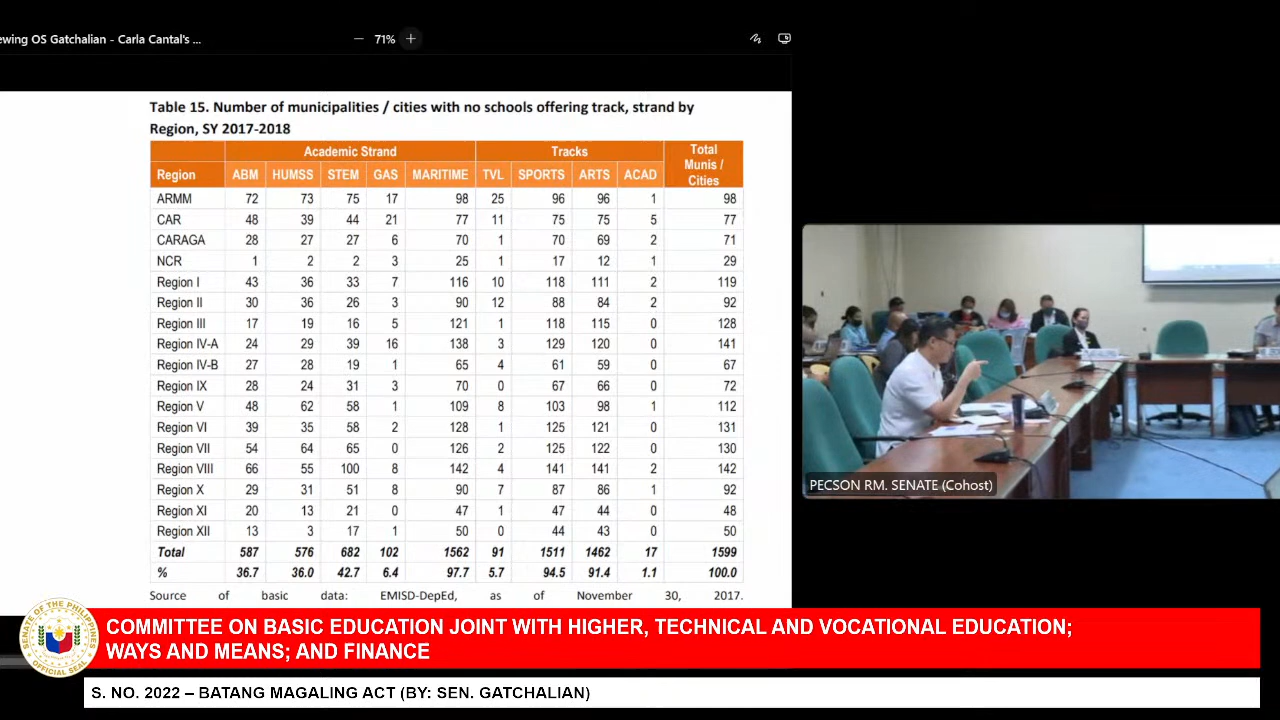 ewing OS Gatchalian - Carla Cantal's ...
— 71% +
Table 15. Number of municipalities / cities with no schools offering track, strand by
Region, SY 2017-2018
Academic Strand Tracks Total Munis / Cities
Region ABM HUMSS STEM GAS MARITIME TVL SPORTS ARTS ACAD
ARMM 72 73 75 17 98 25 96 96 1 98
CAR 48 39 44 21 77 11 75 75 5 77
CARAGA 28 27 27 6 70 1 70 69 2 71
NCR 1 2 2 3 25 1 17 12 1 29
Region I 43 36 33 7 116 10 118 111 2 119
Region II 30 36 26 3 90 12 88 84 2 92
Region III 17 19 16 5 121 1 118 115 0 128
Region IV-A 24 29 39 16 138 3 129 120 0 141
Region IV-B 27 28 19 1 65 4 61 59 0 67
Region IX 28 24 31 3 70 0 67 66 0 72
Region V 48 62 58 1 109 8 103 98 1 112
Region VI 39 35 58 2 128 1 125 121 0 131
Region VII 54 64 65 0 126 2 125 122 0 130
Region VIII 66 55 100 8 142 4 141 141 2 142
Region X 29 31 51 8 90 7 87 86 1 92
Region XI 20 13 21 0 47 1 47 44 0 48
Region XII 13 3 17 1 50 0 44 43 0 50
Total 587 576 682 102 1562 91 1511 1462 17 1599
% 36.7 36.0 42.7 6.4 97.7 5.7 94.5 91.4 1.1 100.0
Source of basic data: EMISD-DepEd, as of November 30, 2017.
PECSON RM. SENATE (Cohost)
SENATE OF THE PHILIPPINES
OFFICIAL SEAL
COMMITTEE ON BASIC EDUCATION JOINT WITH HIGHER, TECHNICAL AND VOCATIONAL EDUCATION;
WAYS AND MEANS; AND FINANCE
S. NO. 2022 – BATANG MAGALING ACT (BY: SEN. GATCHALIAN)